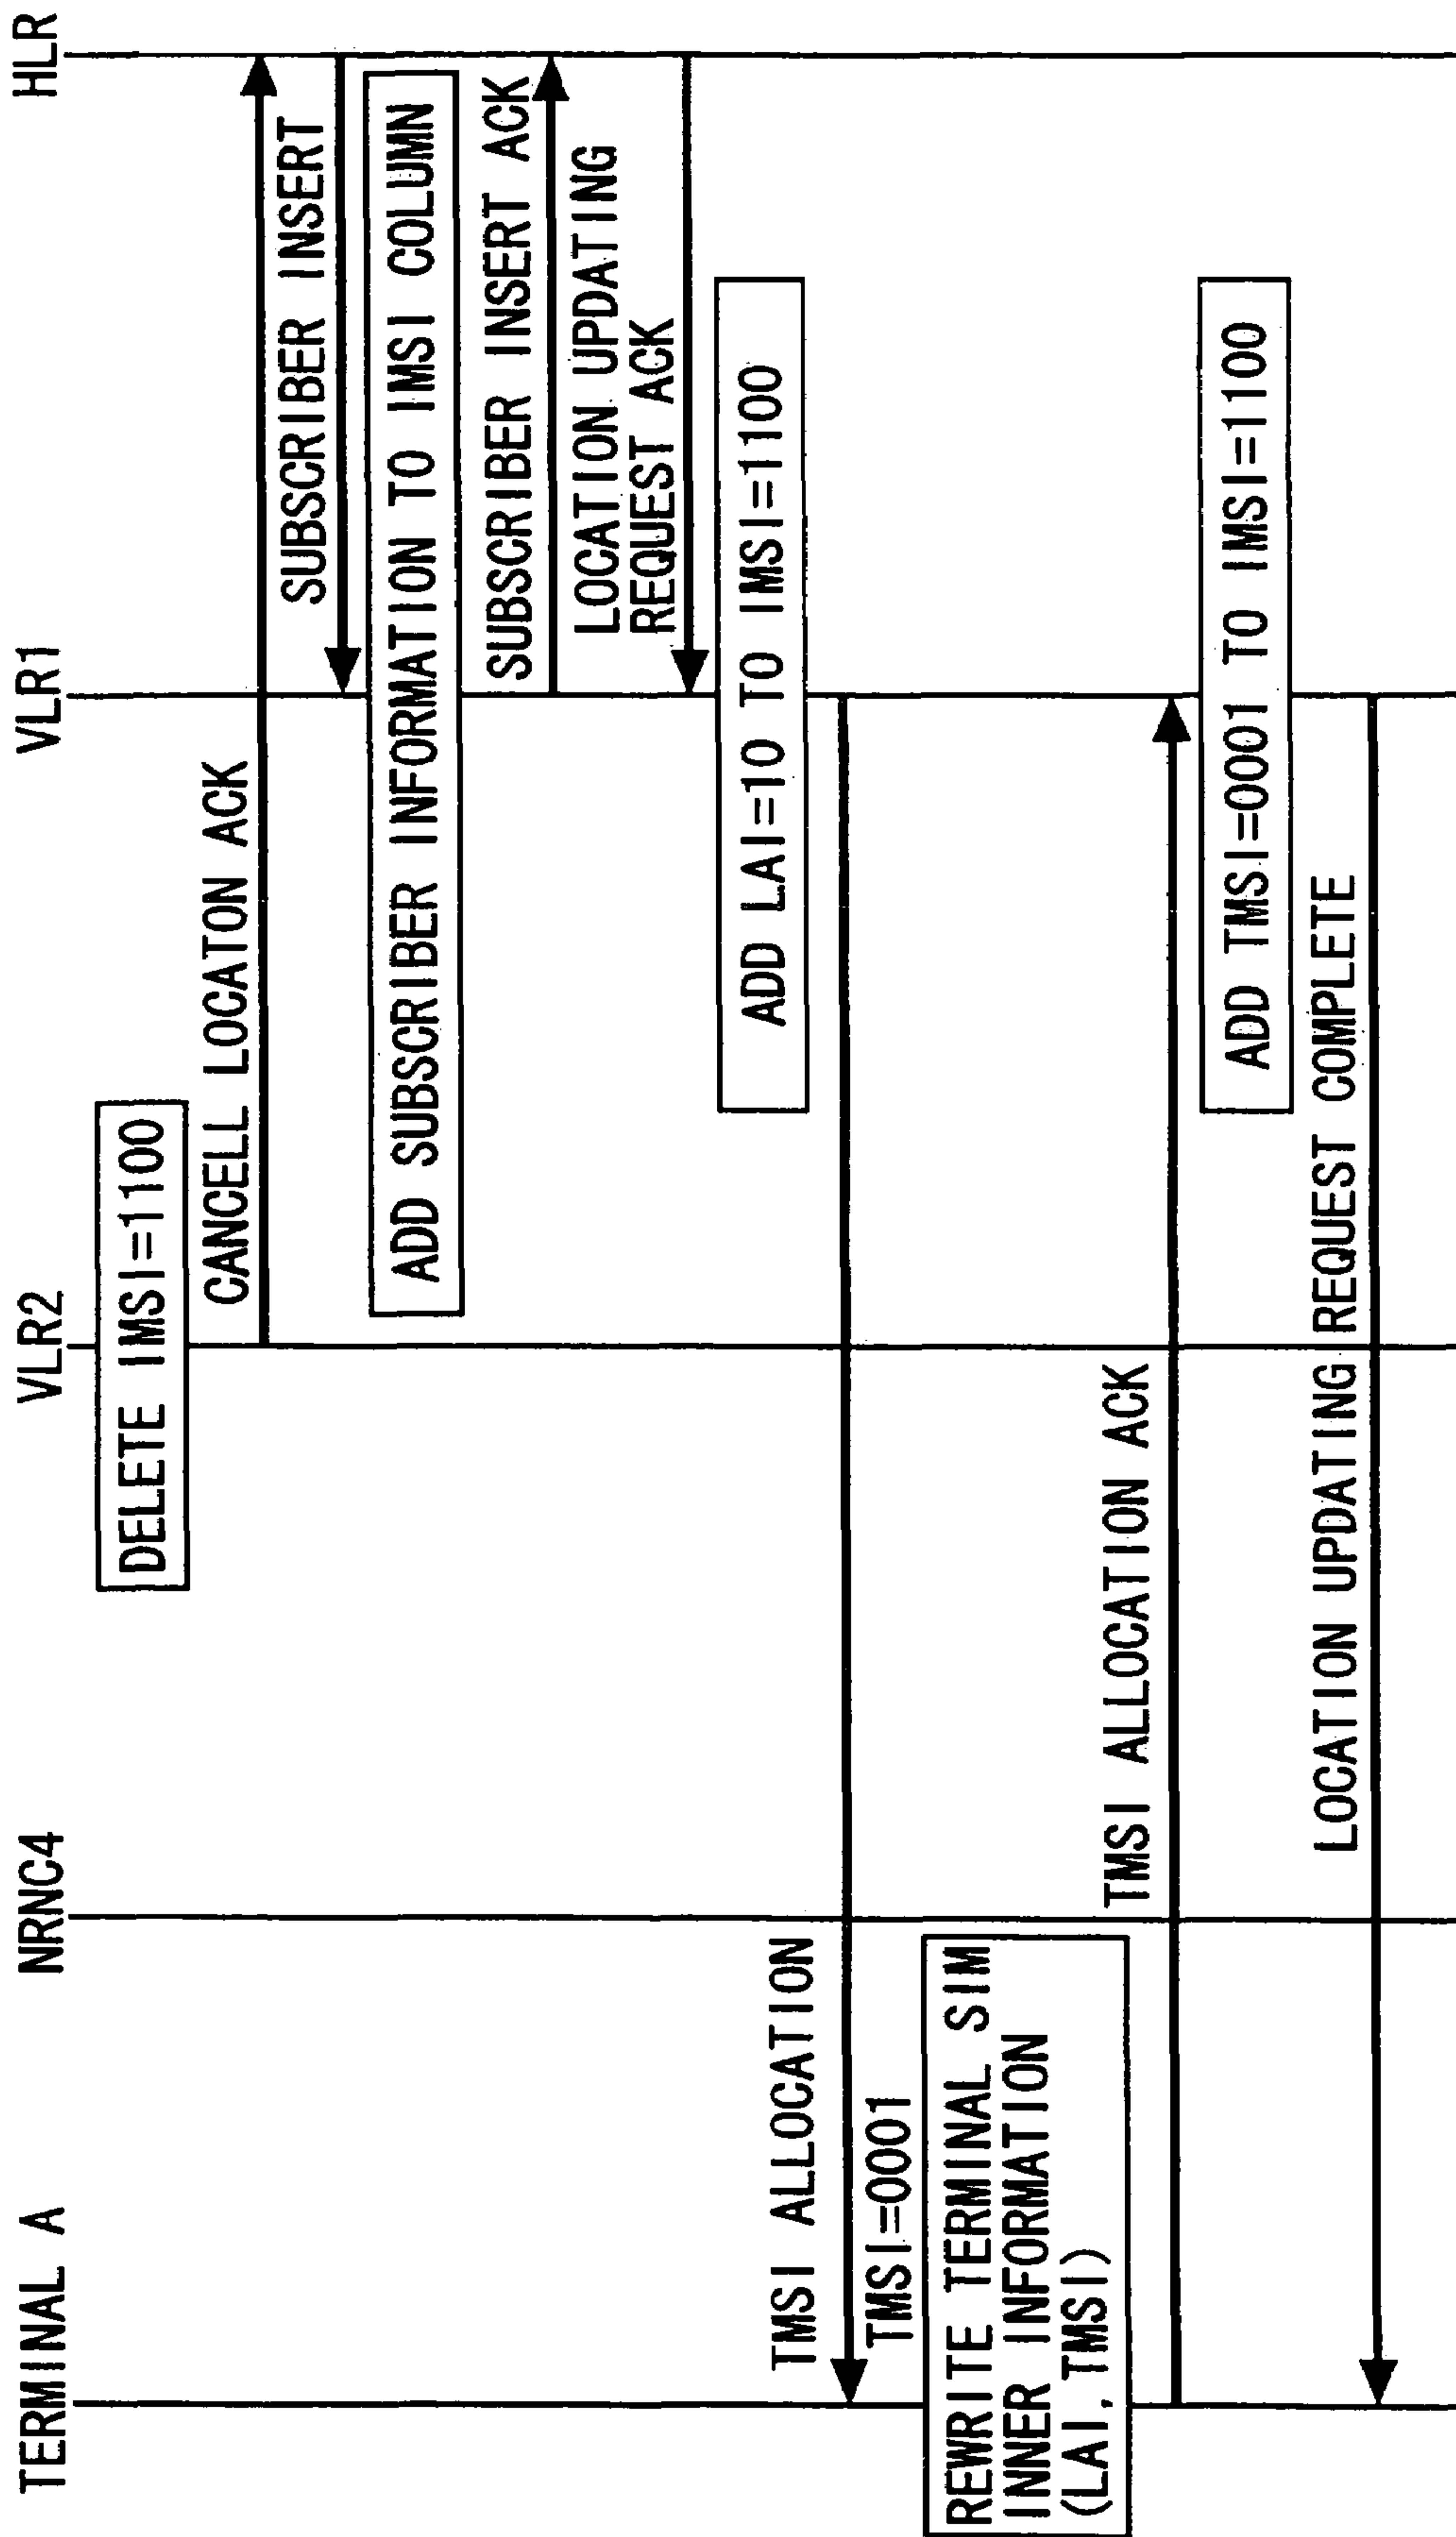 TERMINAL A
NRNC4
VLR2
VLR1
HLR
DELETE IMSI=1100
CANCELL LOCATON ACK
SUBSCRIBER INSERT
ADD SUBSCRIBER INFORMATION TO IMSI COLUMN
SUBSCRIBER INSERT ACK
LOCATION UPDATING
REQUEST ACK
ADD LAI=10 TO IMSI=1100
TMSI ALLOCATION
TMSI=0001
REWRITE TERMINAL SIM
INNER INFORMATION
(LAI, TMSI)
TMSI ALLOCATION ACK
ADD TMSI=0001 TO IMSI=1100
LOCATION UPDATING REQUEST COMPLETE